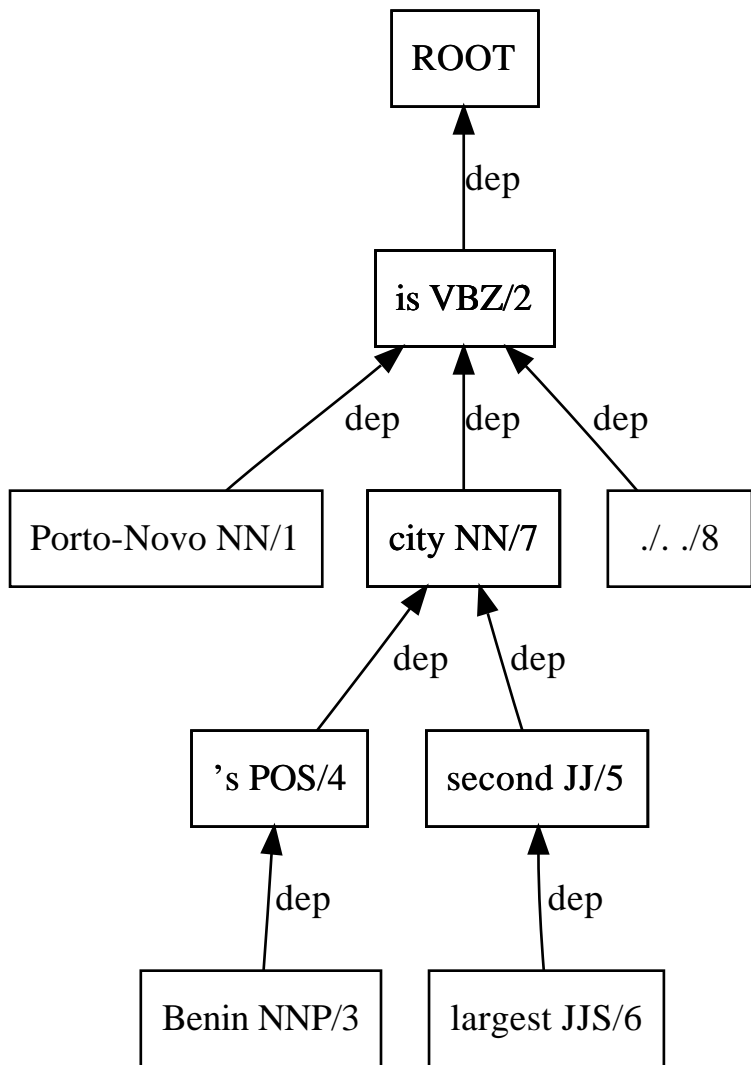 ROOT
dep
is VBZ/2
dep dep dep
Porto-Novo NN/1 city NN/7 ./. ./8
dep dep
’s POS/4 second JJ/5
dep dep
Benin NNP/3 largest JJS/6